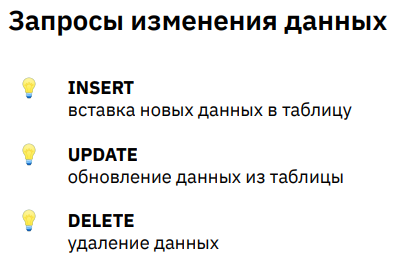 Запросы изменения данных
INSERT
вставка новых данных в таблицу
UPDATE
обновление данных из таблицы
DELETE
удаление данных